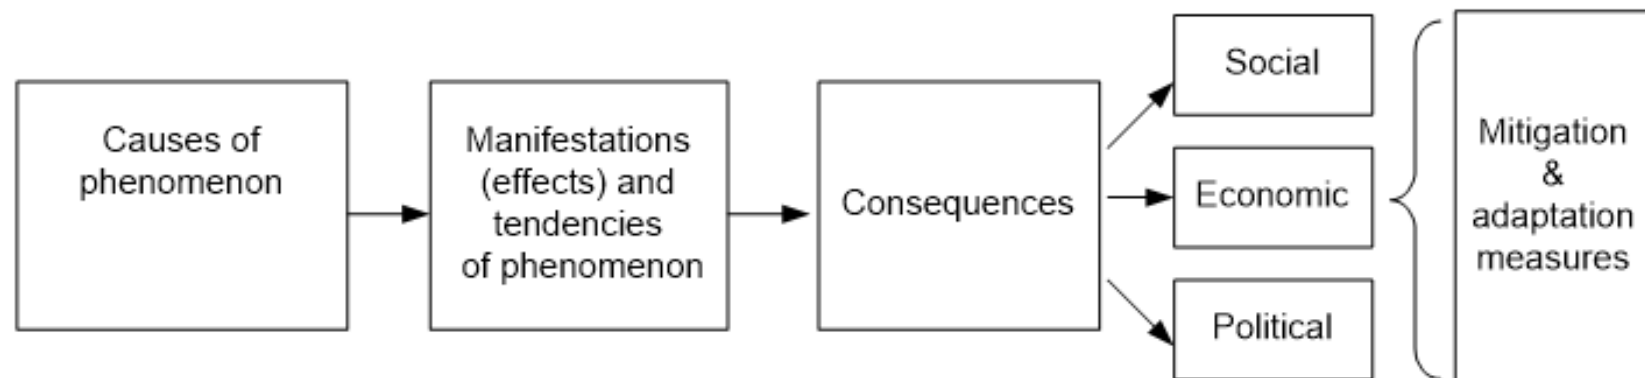 Causes of
phenomenon
Manifestations
(effects) and
tendencies
of phenomenon
Consequences
Social
Economic
Political
Mitigation
&
adaptation
measures